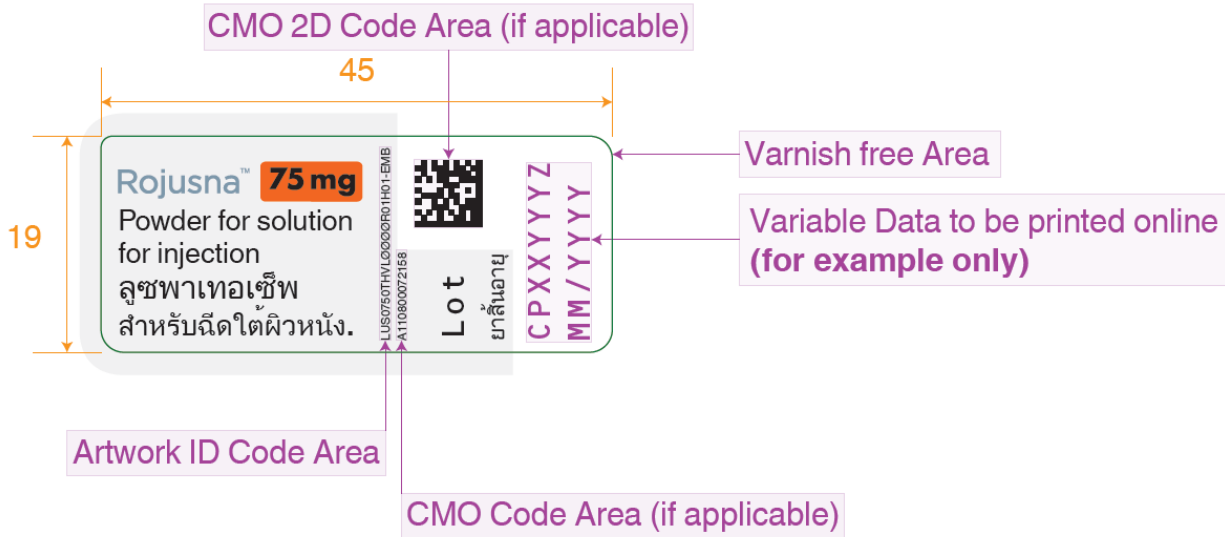 CMO 2D Code Area (if applicable)
45
19
Rojusna™ 75 mg
Powder for solution
for injection
ลูซพาเทอเซ็พ
สำหรับฉีดใต้ผิวหนัง.
LUS0750THVLØØØØR01H01-EMB
A110800072158
Lot
ยาสิ้นอายุ
CPXXYYYYZ
MM/YYYY
Varnish free Area
Variable Data to be printed online
(for example only)
Artwork ID Code Area
CMO Code Area (if applicable)